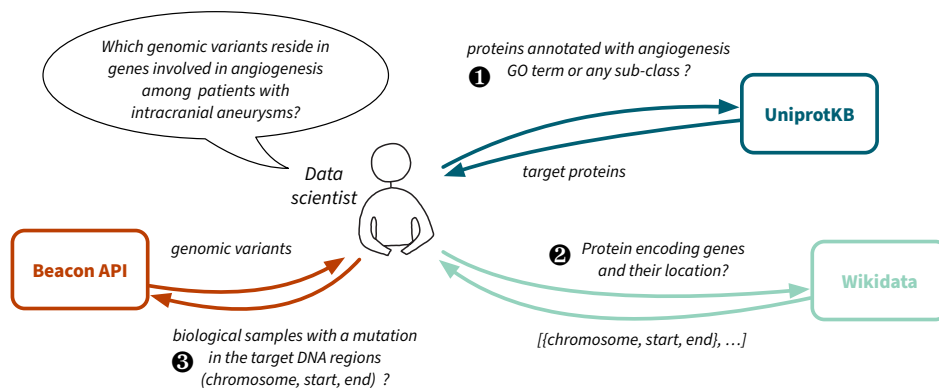 Which genomic variants reside in
genes involved in angiogenesis
among patients with
intracranial aneurysms?
proteins annotated with angiogenesis
❶ GO term or any sub-class ?
UniprotKB
target proteins
Data
scientist
genomic variants
Beacon API
❷ Protein encoding genes
and their location?
Wikidata
[{chromosome, start, end}, ...]
biological samples with a mutation
❸ in the target DNA regions
(chromosome, start, end) ?